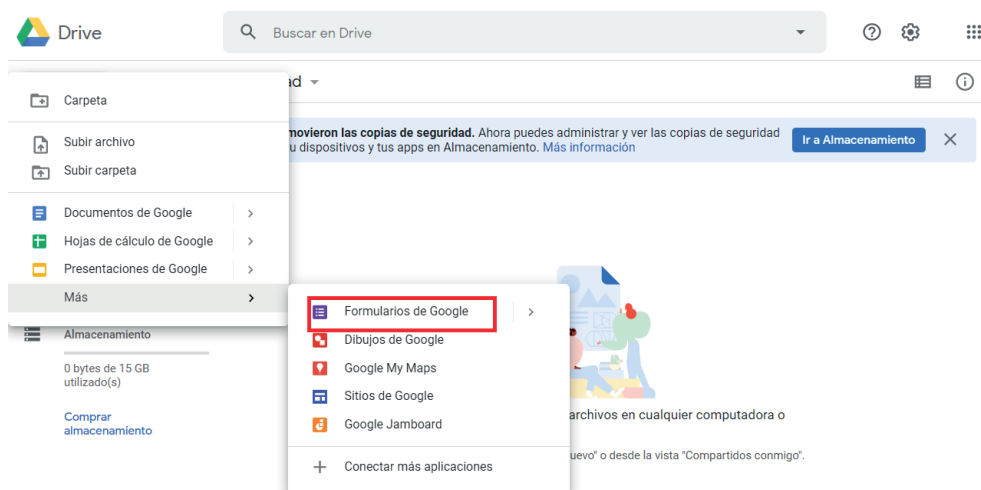 Drive
Buscar en Drive
ad
Carpeta
Subir archivo
Subir carpeta
Documentos de Google
Hojas de cálculo de Google
Presentaciones de Google
Más
movieron las copias de seguridad. Ahora puedes administrar y ver las copias de seguridad
u dispositivos y tus apps en Almacenamiento. Más información
Ir a Almacenamiento
Formularios de Google
Dibujos de Google
Google My Maps
Sitios de Google
Google Jamboard
Conectar más aplicaciones
Almacenamiento
0 bytes de 15 GB
utilizado(s)
Comprar
almacenamiento
archivos en cualquier computadora o
uevo" o desde la vista "Compartidos conmigo".